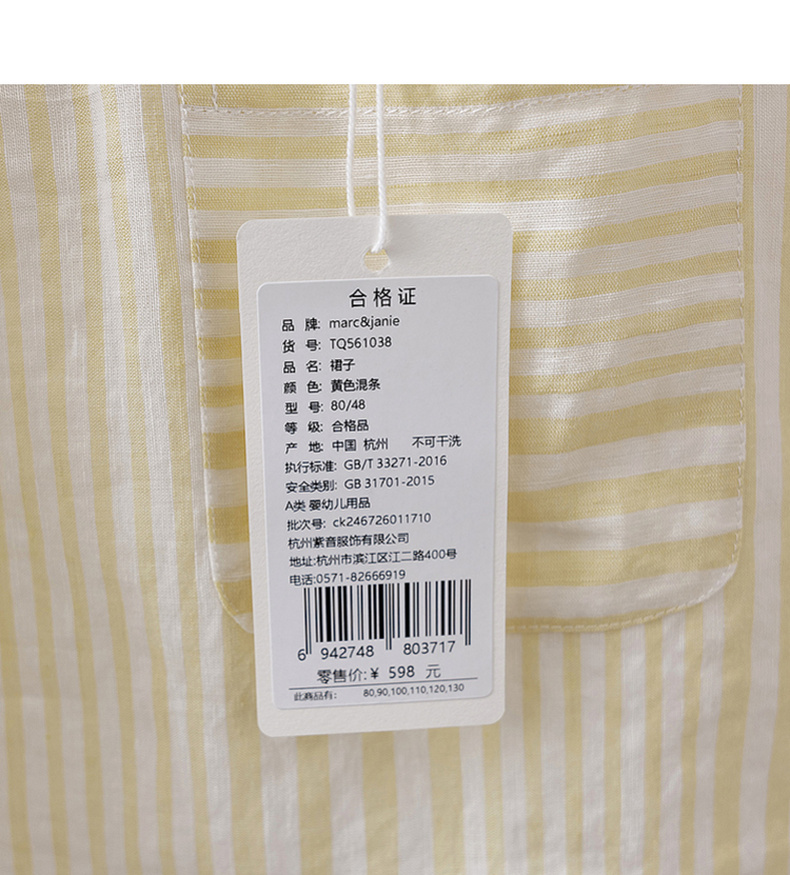 合格证
品 牌: marc&janie
货 号: TQ561038
品 名: 裙子
颜 色: 黄色混条
型 号: 80/48
等 级: 合格品
产 地: 中国 杭州 不可干洗
执行标准: GB/T 33271-2016
安全类别: GB 31701-2015
A类 婴幼儿用品
批次号: ck246726011710
杭州紫音服饰有限公司
地址:杭州市滨江区江二路400号
电话:0571-82666919
6 942748 803717
零售价:¥ 598 元
此商品有: 80,90,100,110,120,130